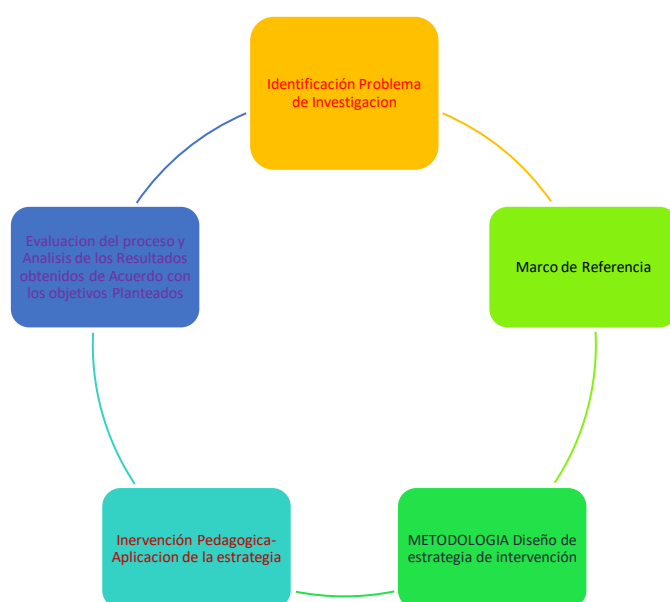 Identificación Problema
de Investigacion
Marco de Referencia
METODOLOGIA Diseño de
estrategia de intervención
Inervención Pedagogica-
Aplicacion de la estrategia
Evaluacion del proceso y
Analisis de los Resultados
obtenidos de Acuerdo con
los objetivos Planteados